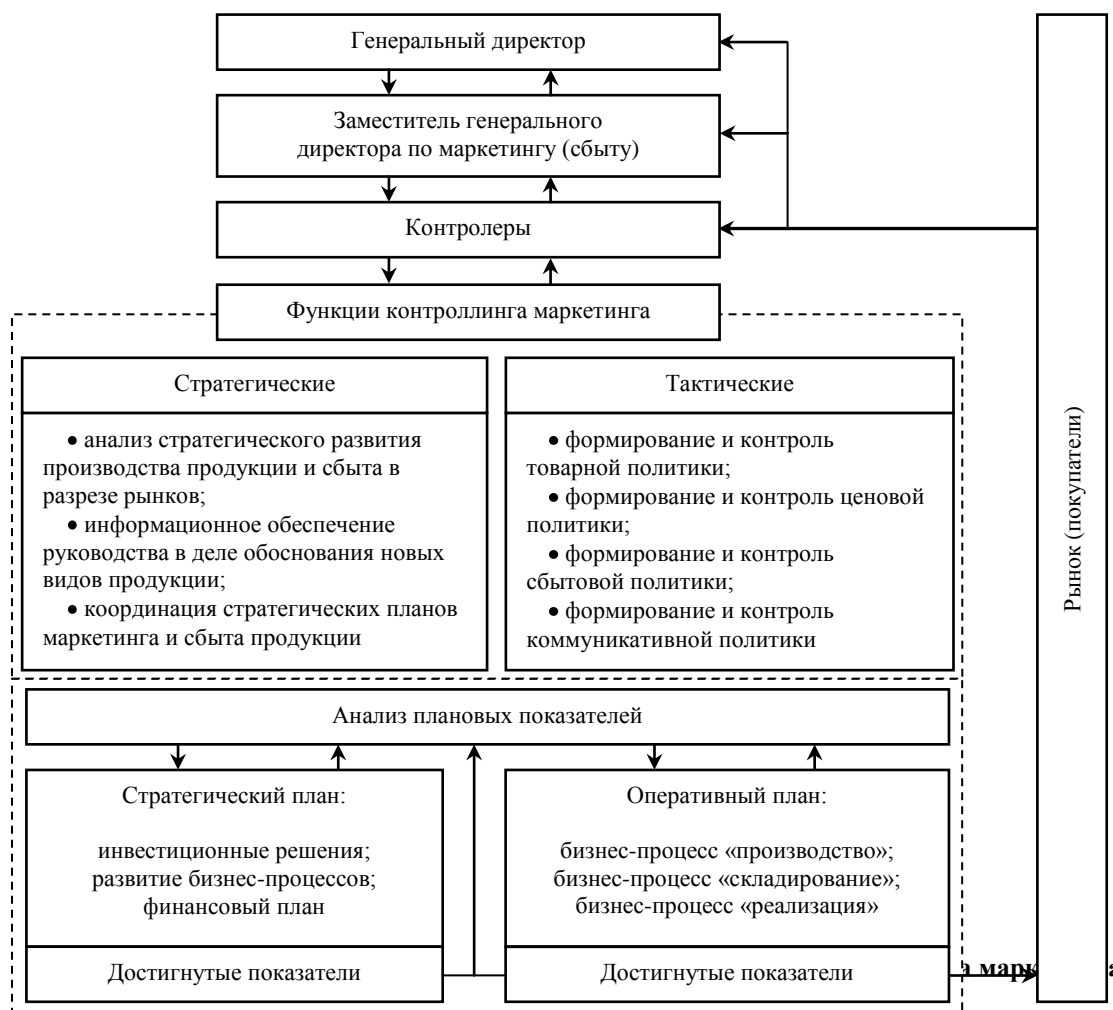 Генеральный директор
Заместитель генерального
директора по маркетингу (сбыту)
Контролеры
Функции контроллинга маркетинга
Стратегические
• анализ стратегического развития
производства продукции и сбыта в
разрезе рынков;
• информационное обеспечение
руководства в деле обоснования новых
видов продукции;
• координация стратегических планов
маркетинга и сбыта продукции
Тактические
• формирование и контроль
товарной политики;
• формирование и контроль ценовой
политики;
• формирование и контроль
сбытовой политики;
• формирование и контроль
коммуникативной политики
Анализ плановых показателей
Стратегический план:
инвестиционные решения;
развитие бизнес-процессов;
финансовый план
Достигнутые показатели
Оперативный план:
бизнес-процесс «производство»;
бизнес-процесс «складирование»;
бизнес-процесс «реализация»
Достигнутые показатели
Рынок (покупатели)